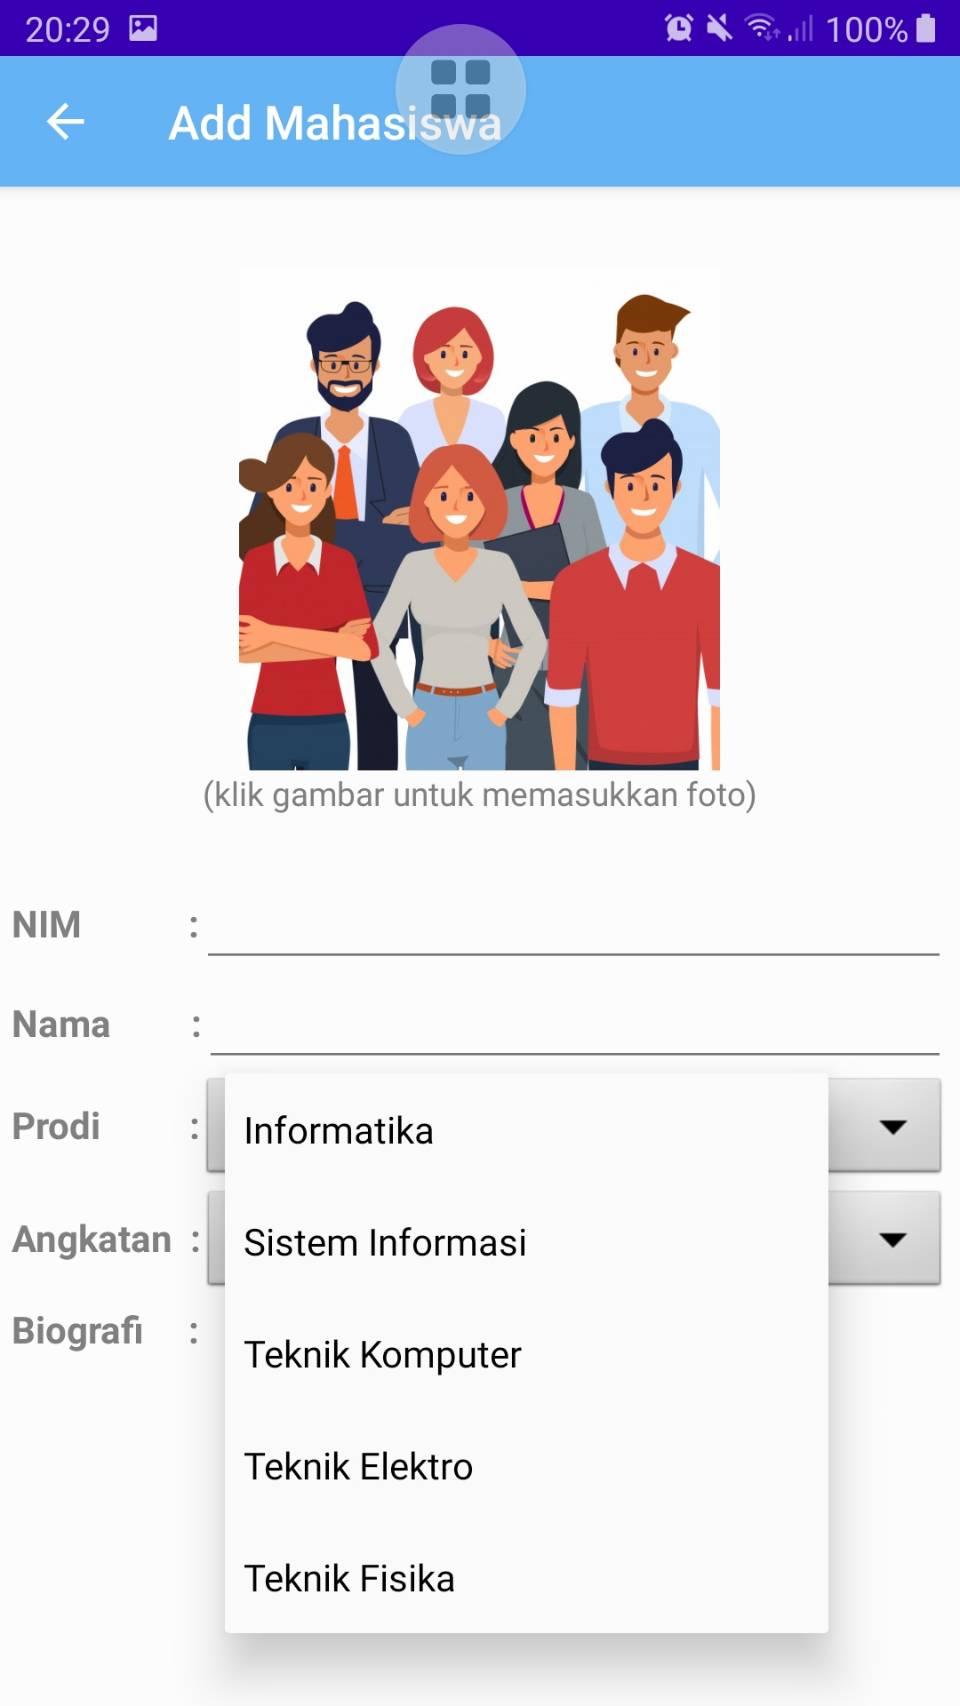 20:29 100%
Add Mahasiswa
(klik gambar untuk memasukkan foto)
NIM :
Nama :
Prodi :
Informatika
Angkatan :
Sistem Informasi
Biografi :
Teknik Komputer
Teknik Elektro
Teknik Fisika